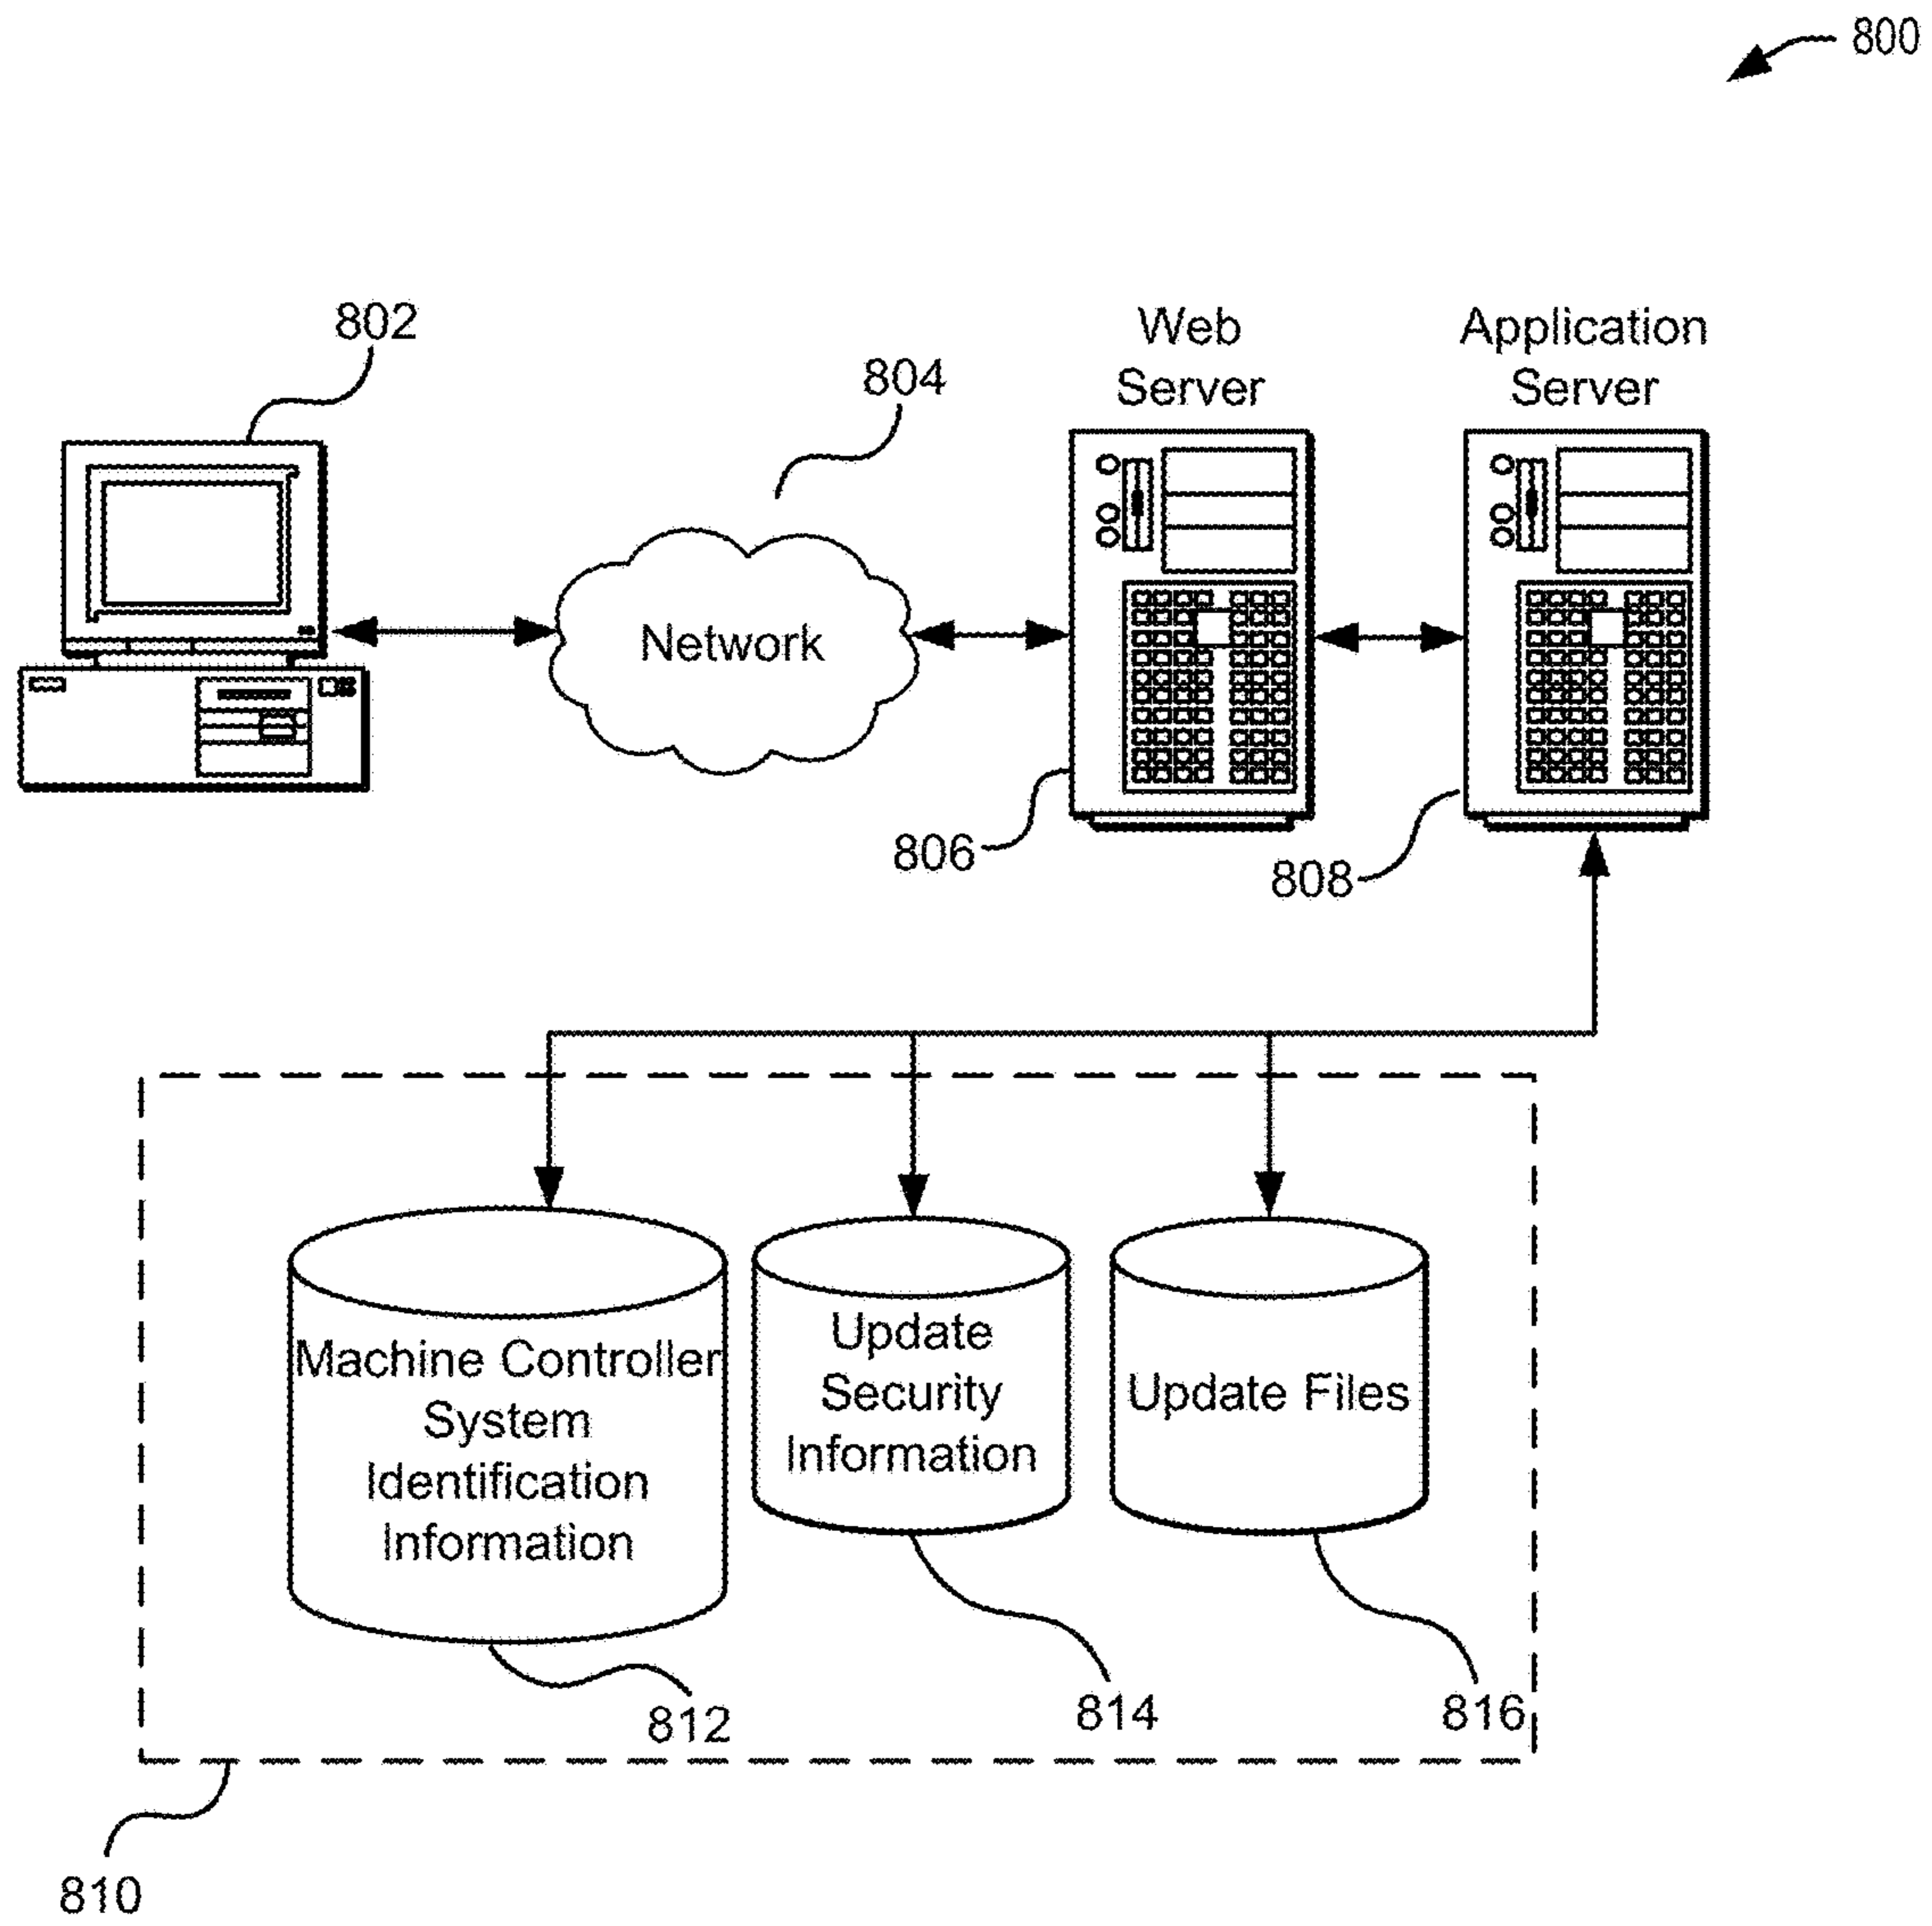 800
802
804
Web
Server
Application
Server
Network
806
808
Machine Controller
System
Identification
Information
Update
Security
Information
Update Files
812
814
816
810